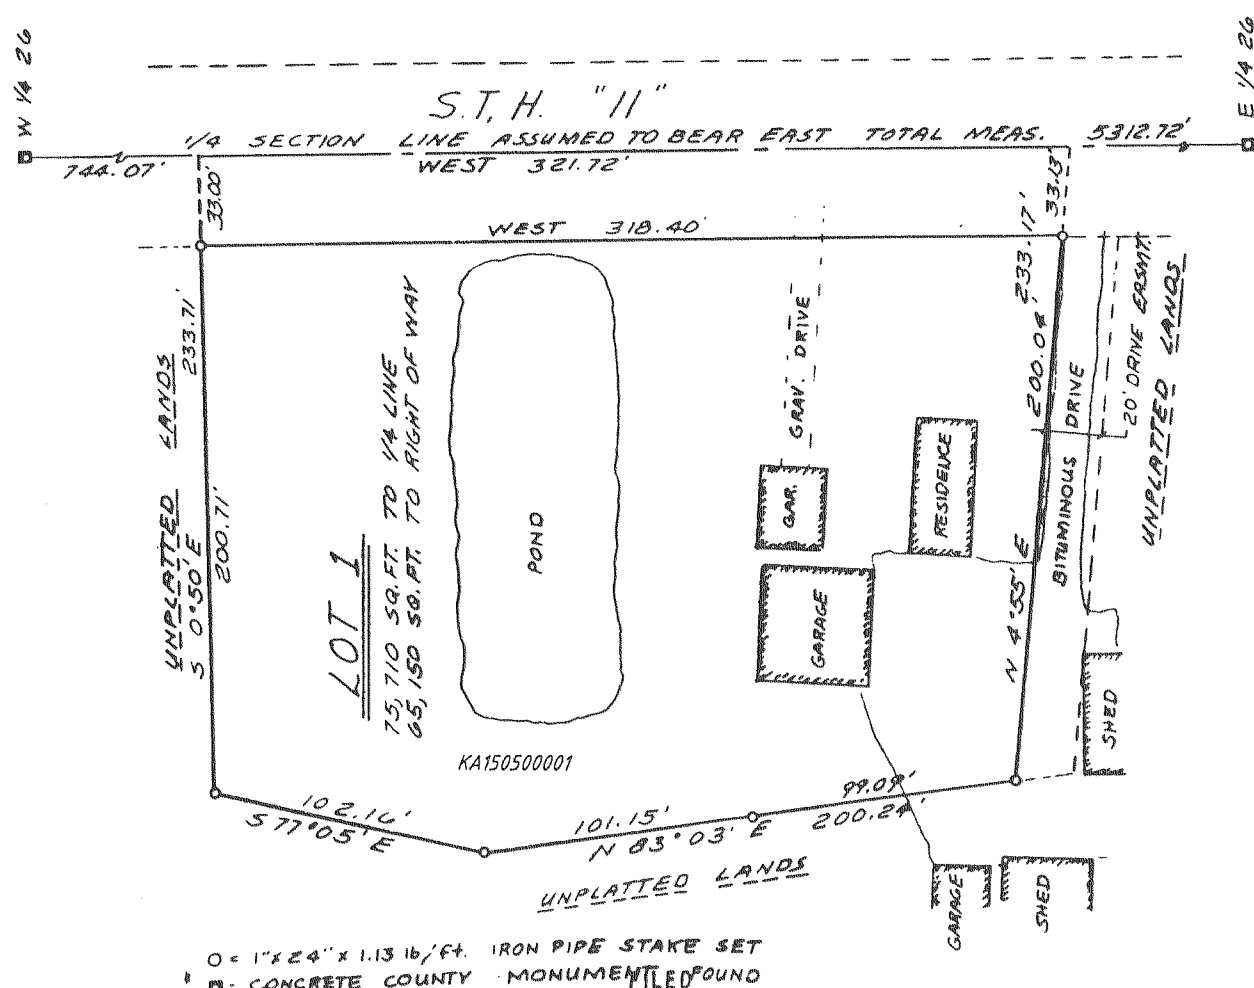 W 1/4 26
E 1/4 26
S.T.H. "11"
1/4 SECTION LINE ASSUMED TO BEAR EAST TOTAL MEAS. 5312.72'
744.07'
WEST 321.72'
33.00'
33.13'
WEST 318.40'
233.71'
UNPLATTED LANDS
S 0°50' E
200.71'
LOT 1
75,710 SQ.FT. TO 1/4 LINE
65,150 SQ.FT. TO RIGHT OF WAY
POND
GRAV. DRIVE
GAR.
GARAGE
RESIDENCE
233.17'
200.04'
N 4°55' E
BITUMINOUS DRIVE
20' DRIVE EASMT.
UNPLATTED LANDS
SHED
KA150500001
102.16'
S 77°05' E
101.15'
99.09'
N 83°03' E 200.24'
UNPLATTED LANDS
GARAGE
SHED
O = 1"x 24" x 1.13 lb/ft. IRON PIPE STAKE SET
- CONCRETE COUNTY MONUMENT FOUND
FILED